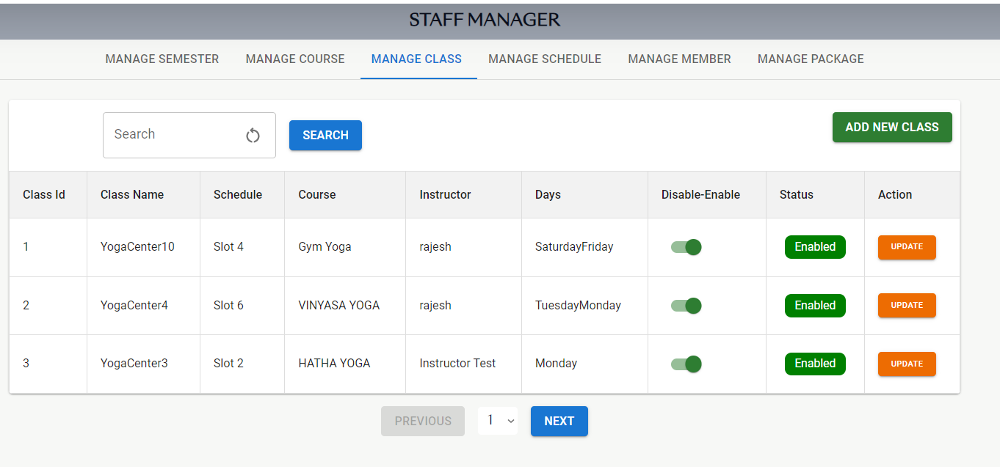 STAFF MANAGER
MANAGE SEMESTER MANAGE COURSE MANAGE CLASS MANAGE SCHEDULE MANAGE MEMBER MANAGE PACKAGE
Search SEARCH ADD NEW CLASS
Class Id Class Name Schedule Course Instructor Days Disable-Enable Status Action
1 YogaCenter10 Slot 4 Gym Yoga rajesh SaturdayFriday Enabled UPDATE
2 YogaCenter4 Slot 6 VINYASA YOGA rajesh TuesdayMonday Enabled UPDATE
3 YogaCenter3 Slot 2 HATHA YOGA Instructor Test Monday Enabled UPDATE
PREVIOUS 1 NEXT